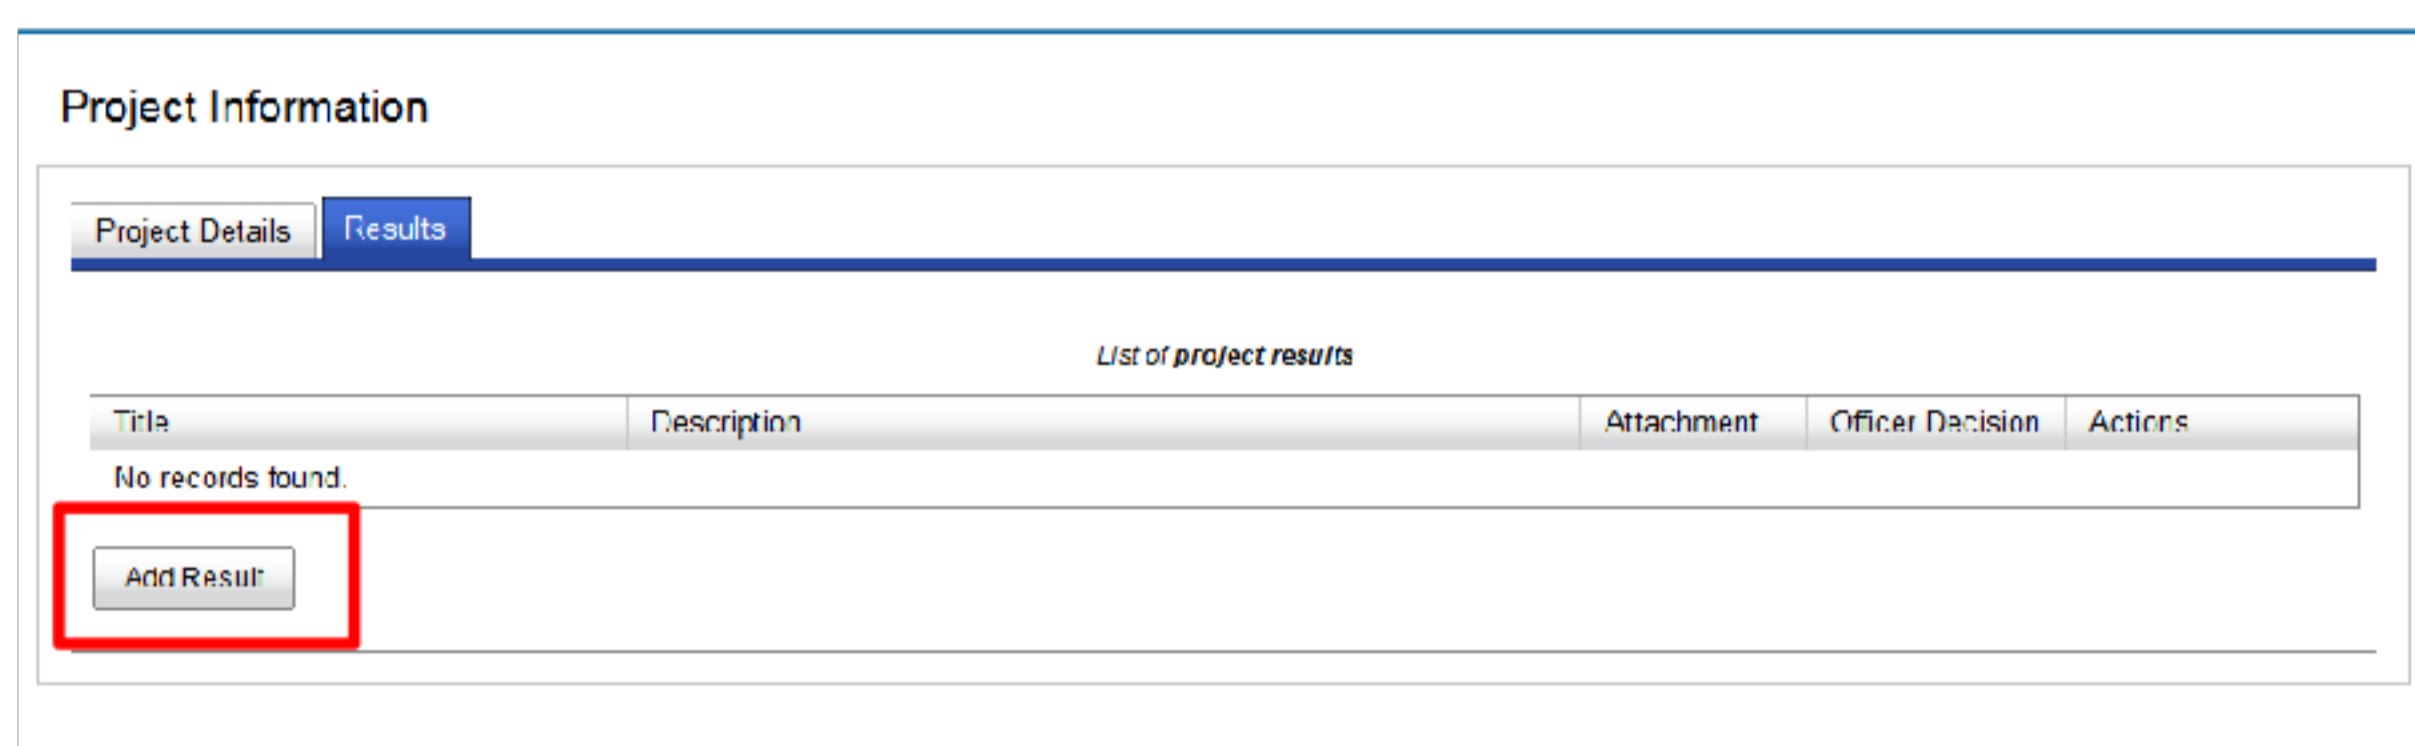 Project Information
Project Details Results
List of project results
Title Description Attachment Officer Decision Actions
No records found.
Add Result